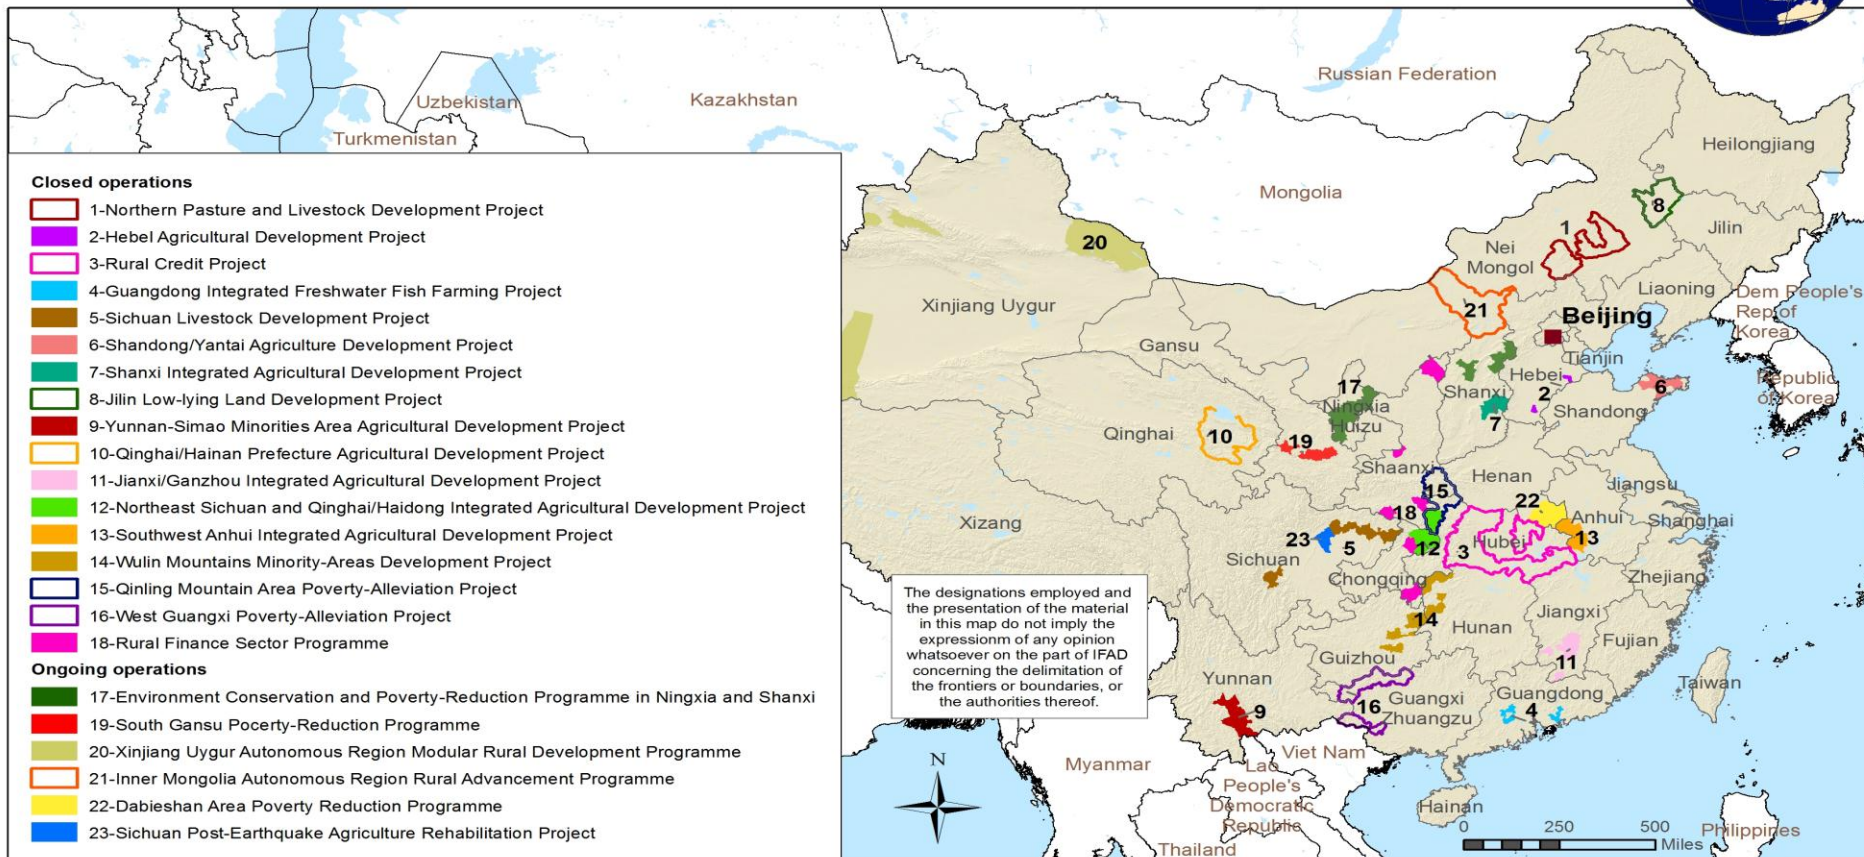 Closed operations
1-Northern Pasture and Livestock Development Project
2-Hebel Agricultural Development Project
3-Rural Credit Project
4-Guangdong Integrated Freshwater Fish Farming Project
5-Sichuan Livestock Development Project
6-Shandong/Yantai Agriculture Development Project
7-Shanxi Integrated Agricultural Development Project
8-Jilin Low-lying Land Development Project
9-Yunnan-Simao Minorities Area Agricultural Development Project
10-Qinghai/Hainan Prefecture Agricultural Development Project
11-Jianxi/Ganzhou Integrated Agricultural Development Project
12-Northeast Sichuan and Qinghai/Haidong Integrated Agricultural Development Project
13-Southwest Anhui Integrated Agricultural Development Project
14-Wulin Mountains Minority-Areas Development Project
15-Qinling Mountain Area Poverty-Alleviation Project
16-West Guangxi Poverty-Alleviation Project
18-Rural Finance Sector Programme
Ongoing operations
17-Environment Conservation and Poverty-Reduction Programme in Ningxia and Shanxi
19-South Gansu Pocerty-Reduction Programme
20-Xinjiang Uygur Autonomous Region Modular Rural Development Programme
21-Inner Mongolia Autonomous Region Rural Advancement Programme
22-Dabieshan Area Poverty Reduction Programme
23-Sichuan Post-Earthquake Agriculture Rehabilitation Project
The designations employed and
the presentation of the material
in this map do not imply the
expressionm of any opinion
whatsoever on the part of IFAD
concerning the delimitation of
the frontiers or boundaries, or
the authorities thereof.
Uzbekistan
Turkmenistan
Kazakhstan
Russian Federation
Mongolia
Heilongjiang
8
Jilin
1
Nei
Mongol
20
Xinjiang Uygur
Liaoning
Dem People's
Rep of
Korea
21
Beijing
Gansu
Tianjin
Hebei
17
Ningxia
Huizu
Shanxi
2
6
Republic
of Korea
Shandong
7
Qinghai
10
19
Shaanxi
Henan
15
Jiangsu
22
18
Anhui
Shanghai
Xizang
23
5
12
3
Hubei
13
Sichuan
Chongqing
Zhejiang
14
Jiangxi
Hunan
Fujian
Guizhou
11
Yunnan
Guangxi
Zhuangzu
Guangdong
Taiwan
9
16
4
Viet Nam
Myanmar
Lao
People's
Democratic
Republic
Hainan
Philippines
Thailand
N
0 250 500
Miles